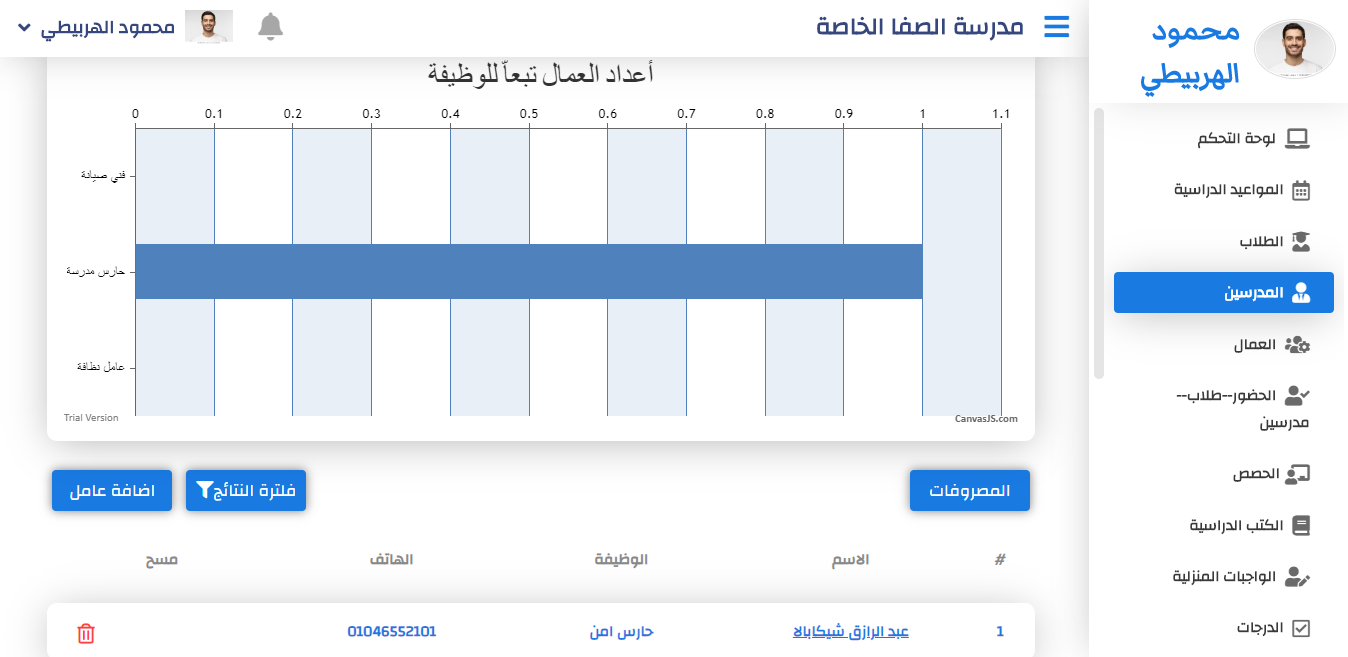 محمود
الهربيطي
مدرسة الصفا الخاصة
محمود الهربيطي
لوحة التحكم
المواعيد الدراسية
الطلاب
المدرسين
العمال
الحضور--طلاب--
مدرسين
الحصص
الكتب الدراسية
الواجبات المنزلية
الدرجات
أعداد العمال تبعاً للوظيفة
0 0.1 0.2 0.3 0.4 0.5 0.6 0.7 0.8 0.9 1 1.1
فني صيانة
حارس مدرسة
عامل نظافة
Trial Version
CanvasJS.com
المصروفات
فلترة النتائج
اضافة عامل
# الاسم الوظيفة الهاتف مسح
1 عبد الرازق شيكابالا حارس امن 01046552101